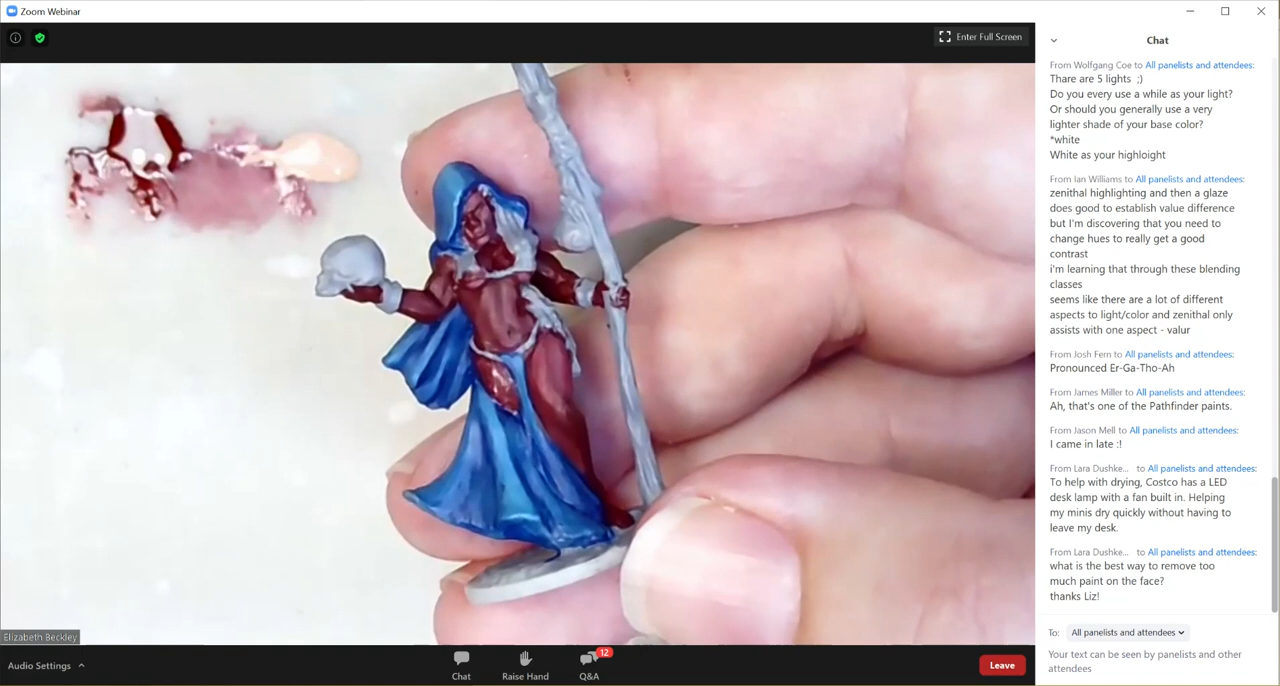 Zoom Webinar
Enter Full Screen
Chat
From Wolfgang Coe to All panelists and attendees:
Thare are 5 lights ;)
Do you every use a while as your light?
Or should you generally use a very
lighter shade of your base color?
*white
White as your highloight
From Ian Williams to All panelists and attendees:
zenithal highlighting and then a glaze
does good to establish value difference
but I'm discovering that you need to
change hues to really get a good
contrast
i'm learning that through these blending
classes
seems like there are a lot of different
aspects to light/color and zenithal only
assists with one aspect - valur
From Josh Fem to All panelists and attendees:
Pronounced Er-Ga-Tho-Ah
From James Miller to All panelists and attendees:
Ah, that's one of the Pathfinder paints.
From Jason Mell to All panelists and attendees:
I came in late :!
From Lara Dushke... to All panelists and attendees:
To help with drying, Costco has a LED
desk lamp with a fan built in. Helping
my minis dry quickly without having to
leave my desk.
From Lara Dushke... to All panelists and attendees:
what is the best way to remove too
much paint on the face?
thanks Liz!
To: All panelists and attendees
Your text can be seen by panelists and other
attendees
Elizabeth Beckley
Audio Settings
Chat
Raise Hand
12
Q&A
Leave